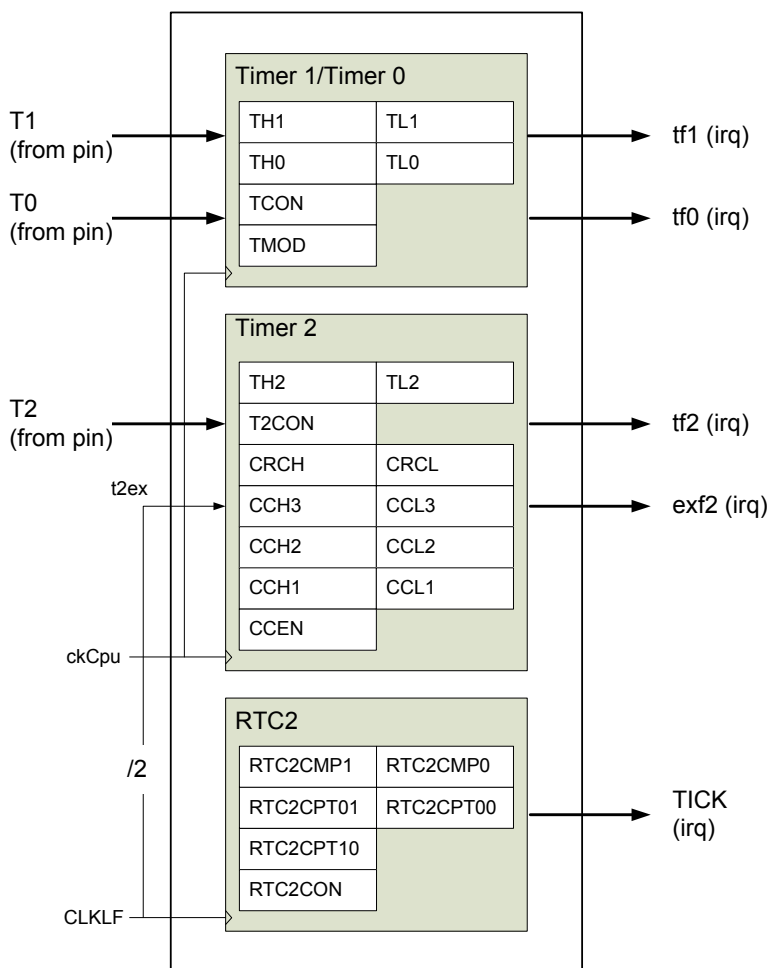 Timer 1/Timer 0
T1
(from pin)
TH1 TL1
tf1 (irq)
TH0 TL0
T0
(from pin)
TCON
tf0 (irq)
TMOD
Timer 2
TH2 TL2
T2
(from pin)
T2CON
tf2 (irq)
CRCH CRCL
t2ex
CCH3 CCL3
exf2 (irq)
CCH2 CCL2
CCH1 CCL1
CCEN
ckCpu
RTC2
/2
RTC2CMP1 RTC2CMP0
RTC2CPT01 RTC2CPT00
TICK
(irq)
RTC2CPT10
RTC2CON
CLKLF